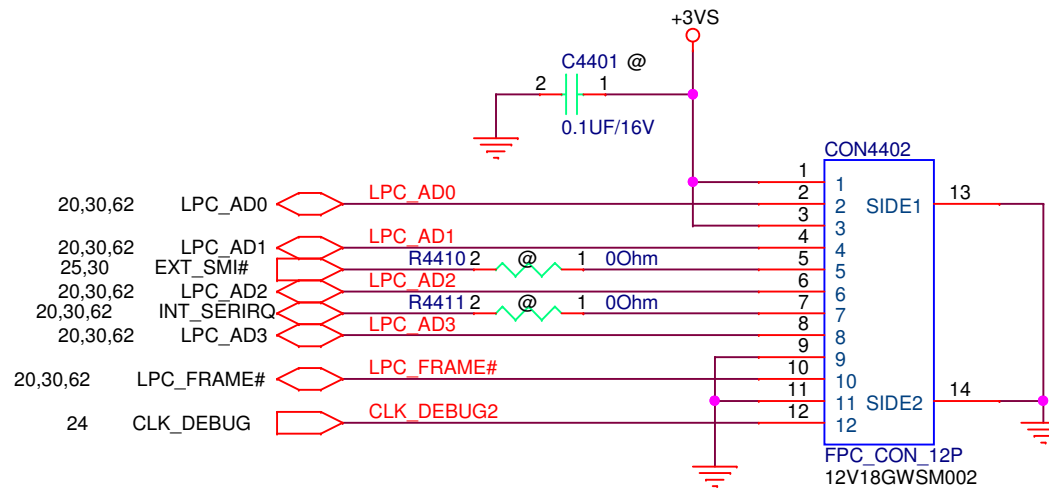 +3VS
C4401 @
2 1
0.1UF/16V
CON4402
1 1
20,30,62 LPC_AD0 LPC_AD0 2 2 SIDE1 13
3 3
20,30,62 LPC_AD1 LPC_AD1 4 4
25,30 EXT_SMI# R4410 2 @ 1 0Ohm 5 5
20,30,62 LPC_AD2 LPC_AD2 6 6
20,30,62 INT_SERIRQ R4411 2 @ 1 0Ohm 7 7
20,30,62 LPC_AD3 LPC_AD3 8 8
9 9
20,30,62 LPC_FRAME# LPC_FRAME# 10 10
11 11 SIDE2 14
24 CLK_DEBUG CLK_DEBUG2 12 12
FPC_CON_12P
12V18GWSM002